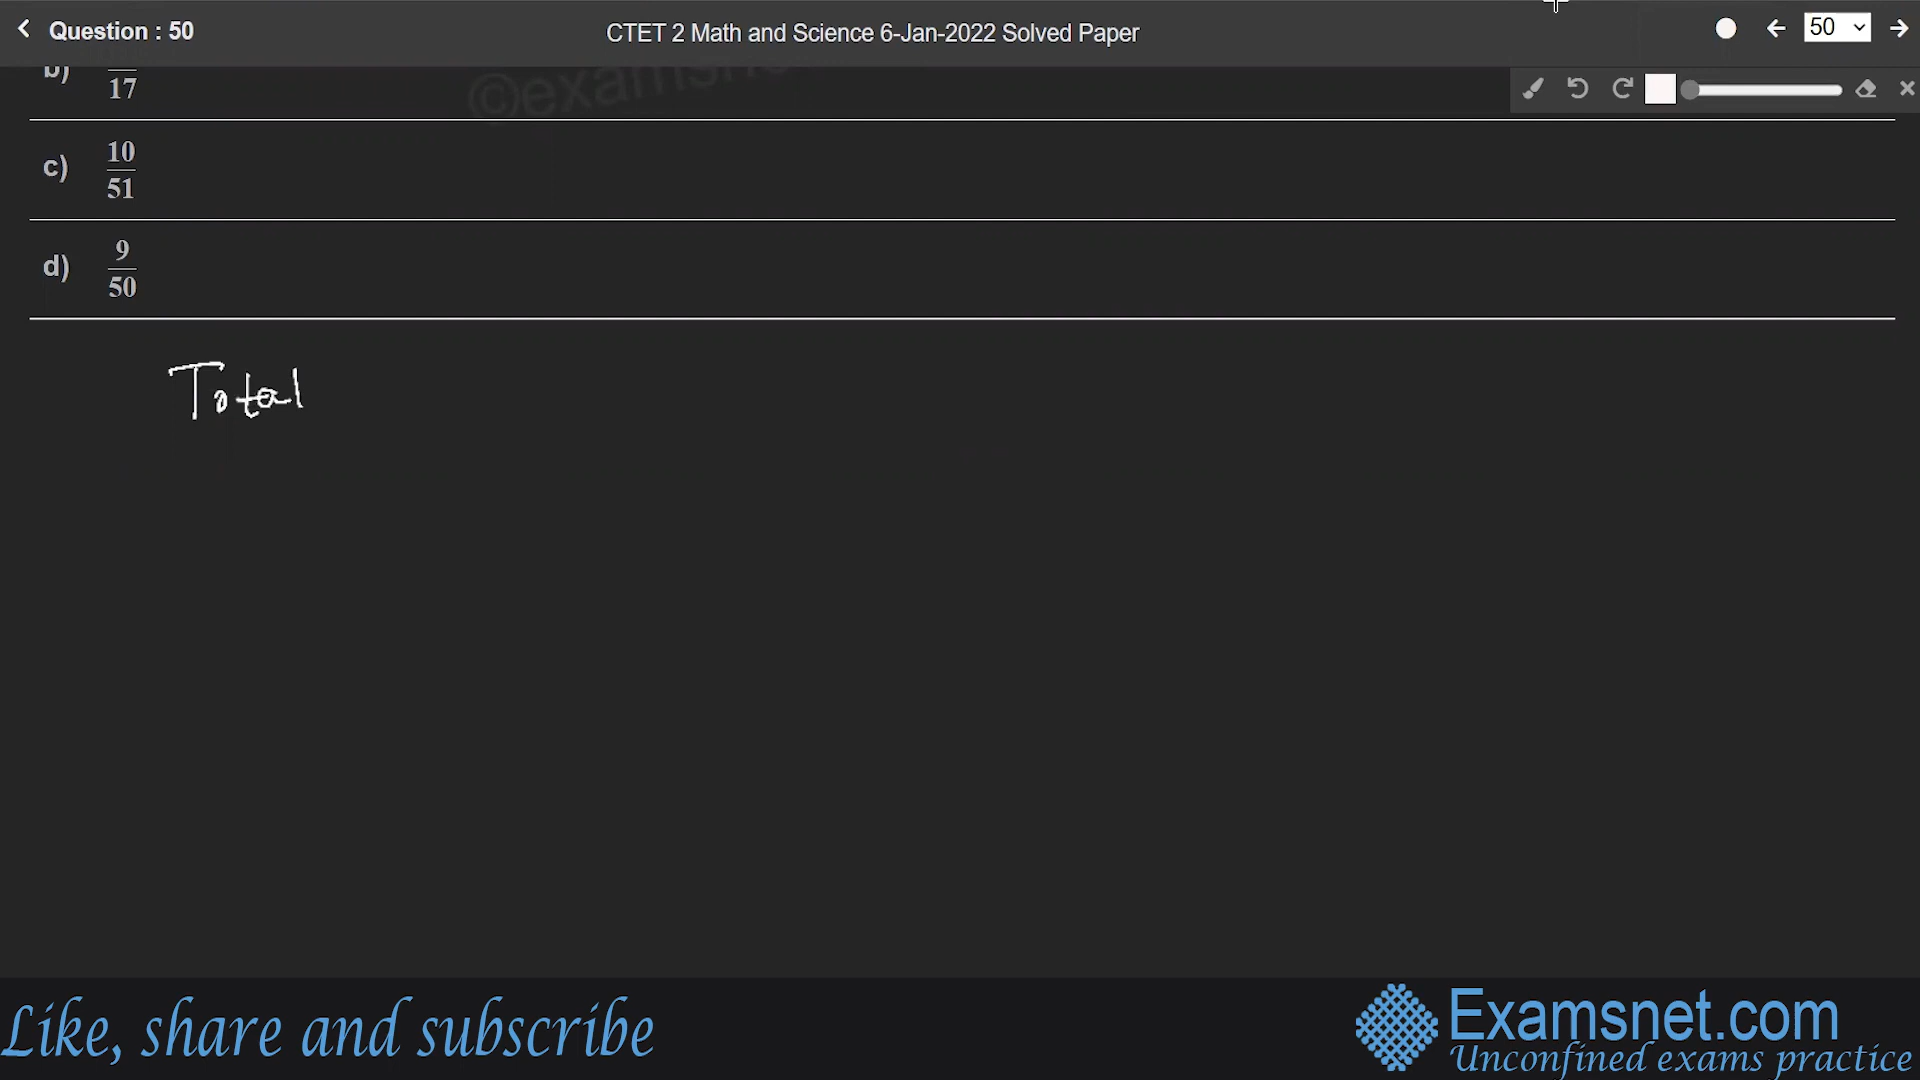 Question : 50
CTET 2 Math and Science 6-Jan-2022 Solved Paper
50
b)
17
©examsne
c)
10
51
d)
9
50
Total
Like, share and subscribe
Examsnet.com
Unconfined exams practice